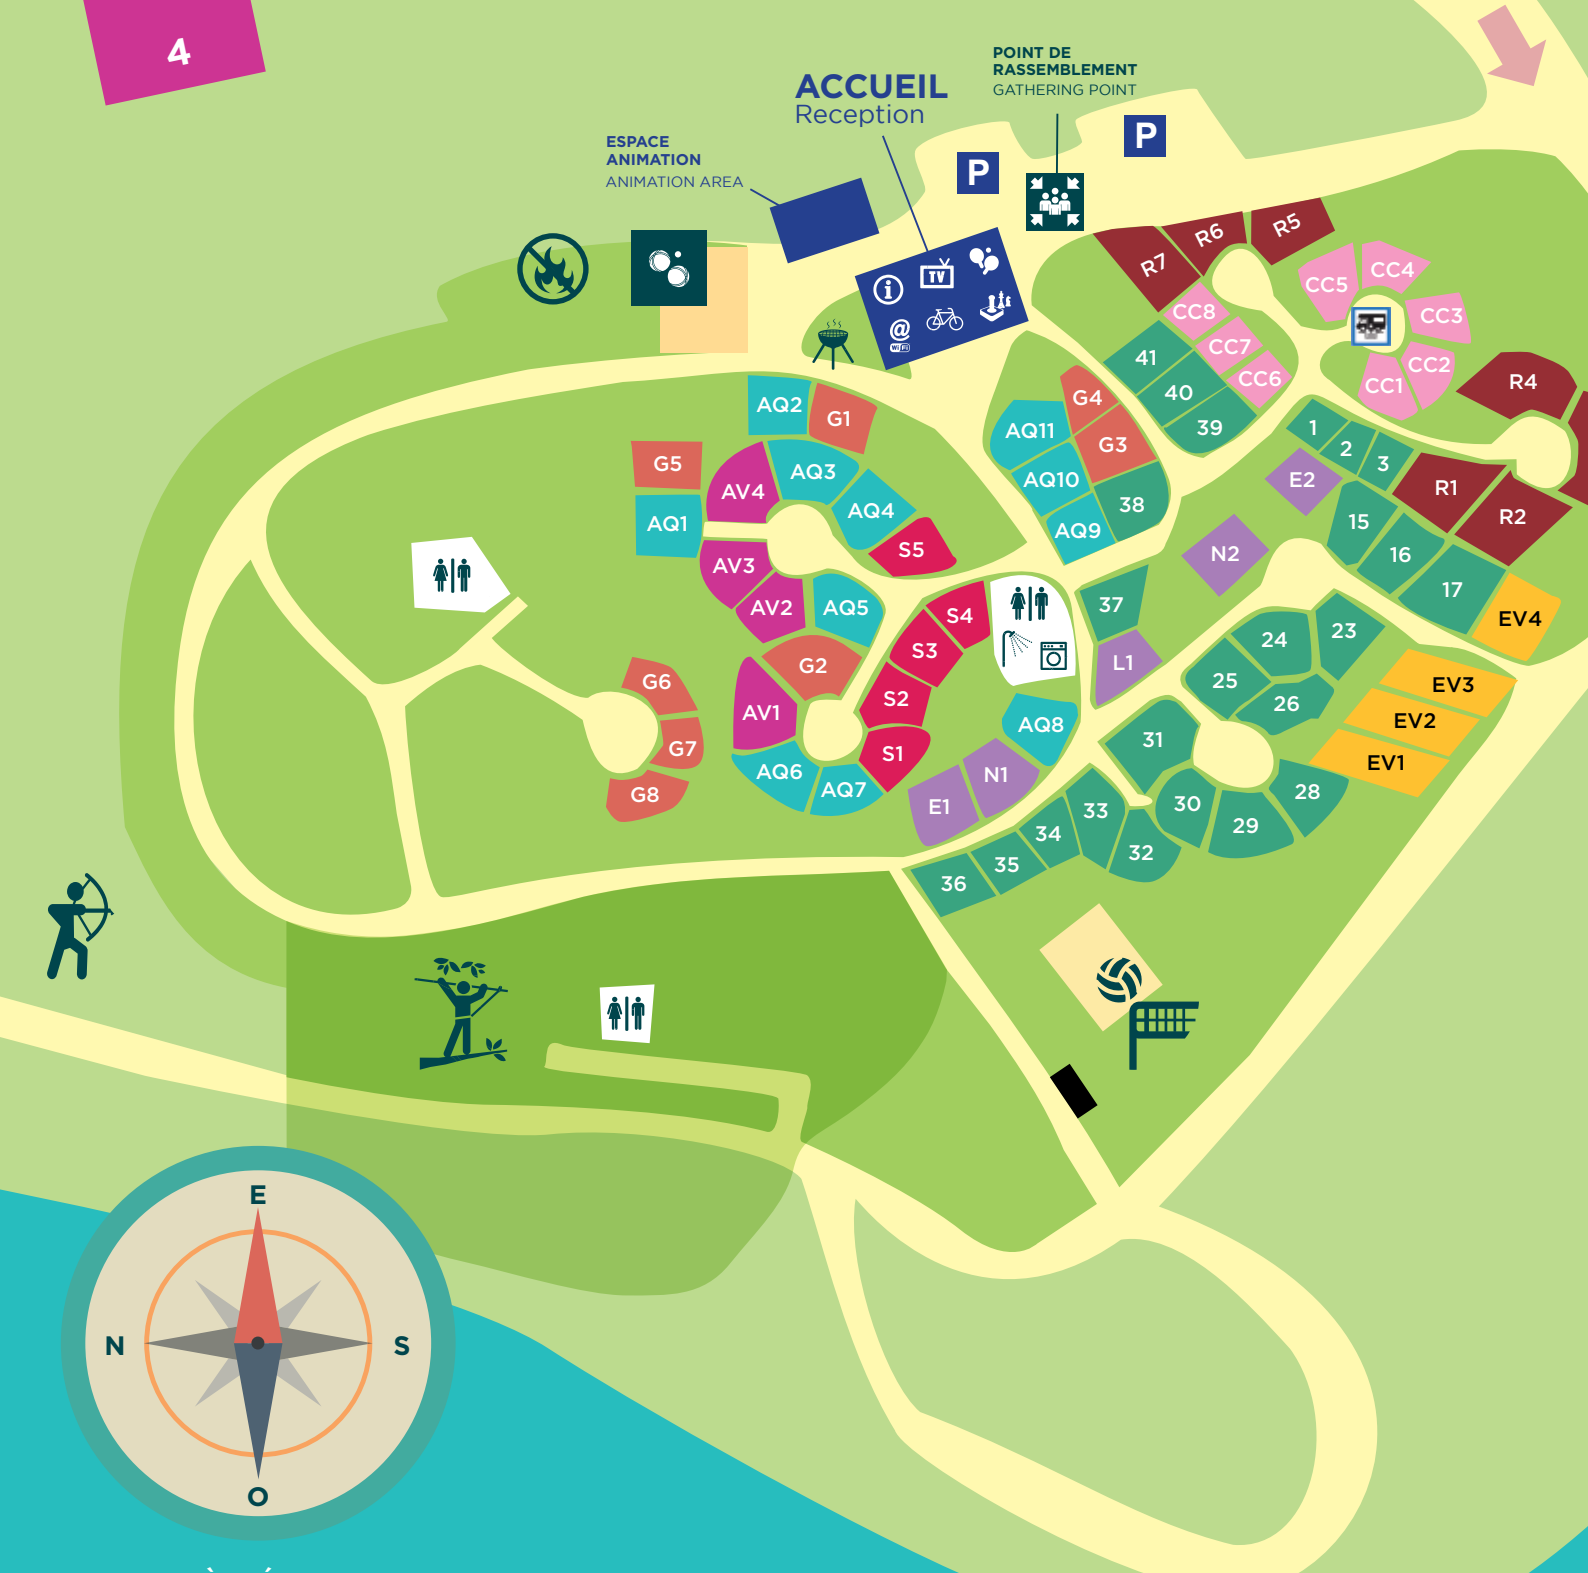 4
POINT DE
RASSEMBLEMENT
GATHERING POINT
ACCUEIL
Reception
ESPACE
ANIMATION
ANIMATION AREA
P
P
TV
@
WiFi
R5
R6
R7
CC5
CC4
CC8
CC3
CC7
CC2
CC6
CC1
R4
41
40
39
G4
AQ11
G3
AQ10
38
AQ9
AQ2
G1
G5
AQ3
AV4
AQ1
AQ4
S5
AV3
AV2
AQ5
1
2
3
E2
R1
R2
15
16
17
N2
EV4
37
L1
S4
S3
S2
S1
G2
AV1
AQ6
AQ7
G6
G7
G8
AQ8
N1
E1
24
23
25
26
EV3
EV2
EV1
31
28
30
29
33
34
32
35
36
E
N
S
O